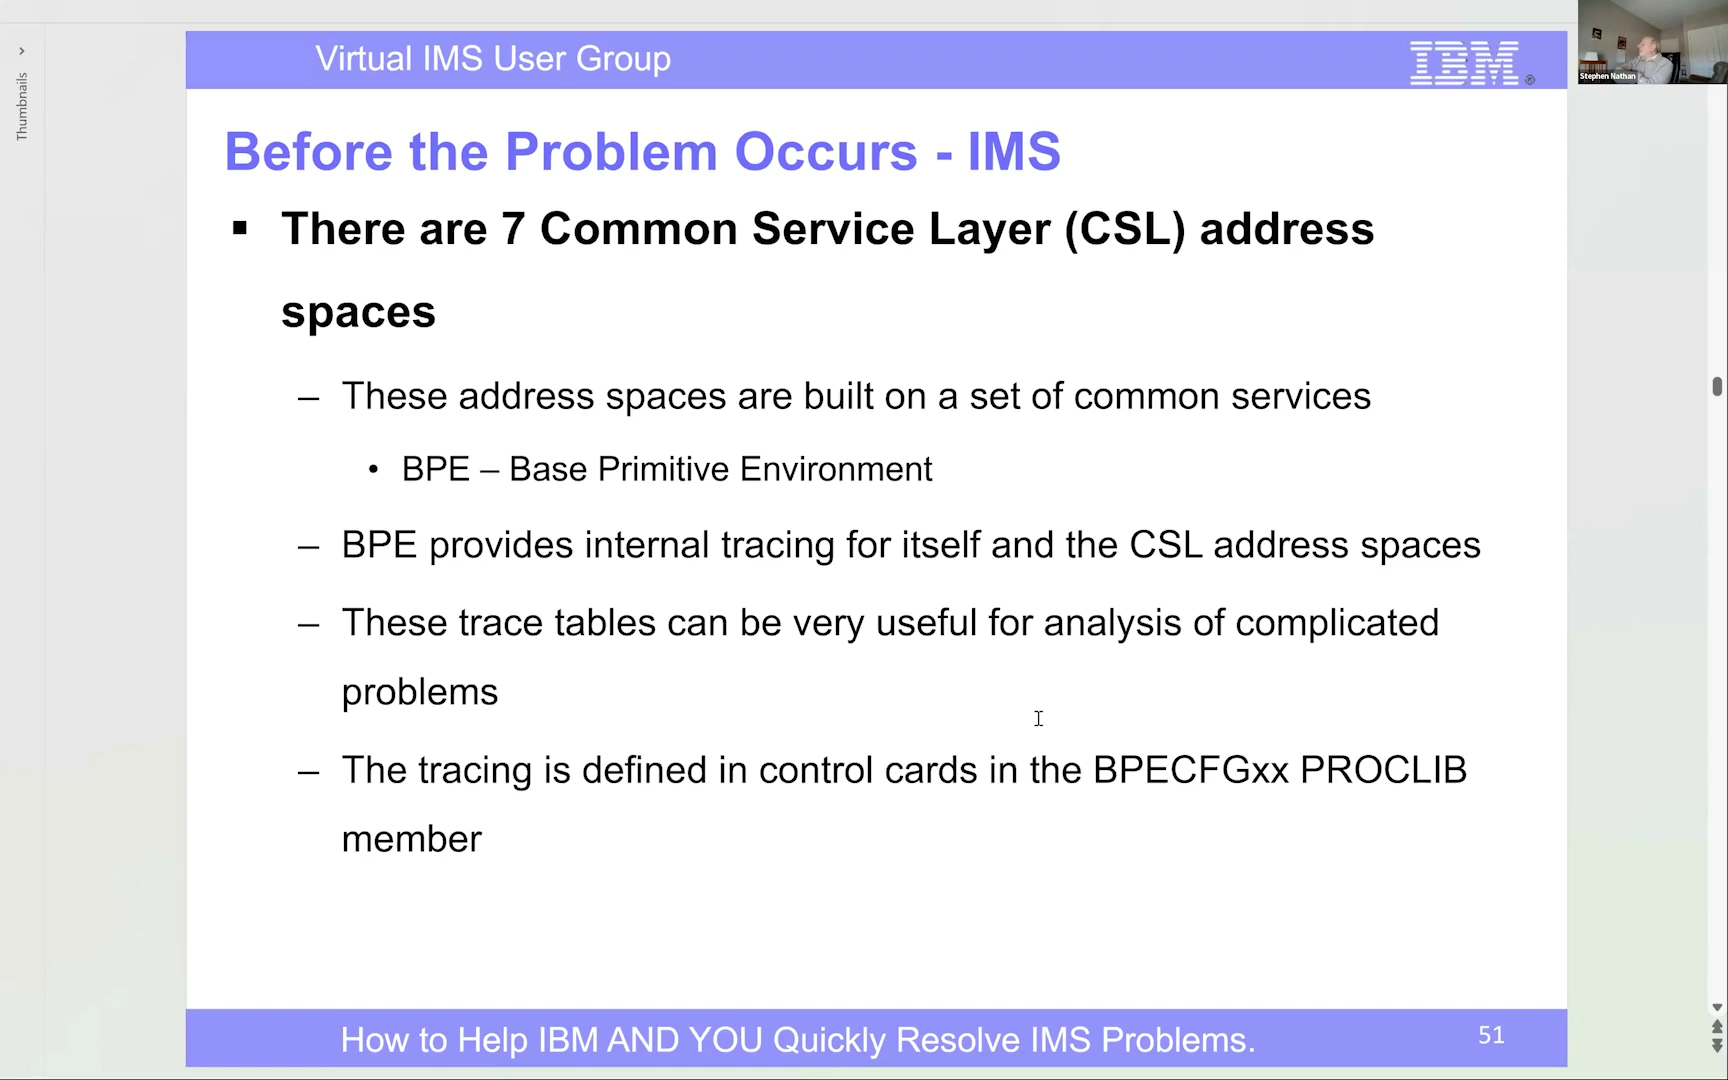 Virtual IMS User Group
IBM®
Stephen Nathan
Thumbnails
Before the Problem Occurs - IMS
▪ There are 7 Common Service Layer (CSL) address
spaces
– These address spaces are built on a set of common services
• BPE – Base Primitive Environment
– BPE provides internal tracing for itself and the CSL address spaces
– These trace tables can be very useful for analysis of complicated
problems
– The tracing is defined in control cards in the BPECFGxx PROCLIB
member
How to Help IBM AND YOU Quickly Resolve IMS Problems.
51